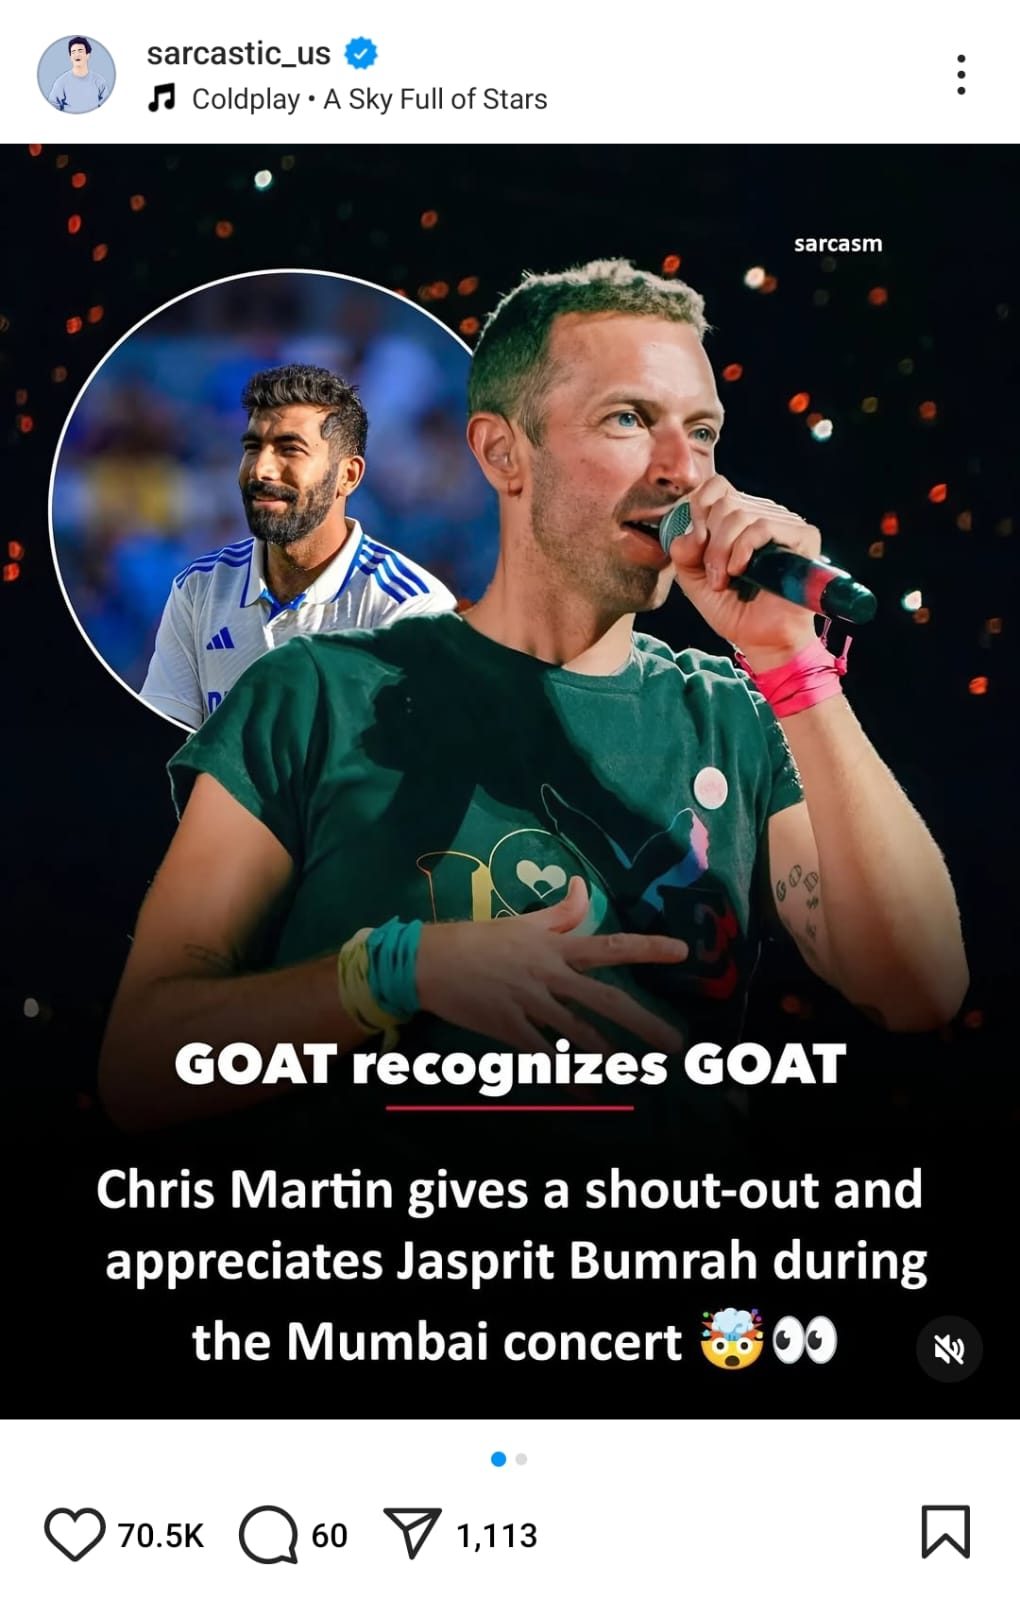 sarcastic_us
Coldplay • A Sky Full of Stars
sarcasm
GOAT recognizes GOAT
Chris Martin gives a shout-out and
appreciates Jasprit Bumrah during
the Mumbai concert 🤯👀
70.5K 60 1,113